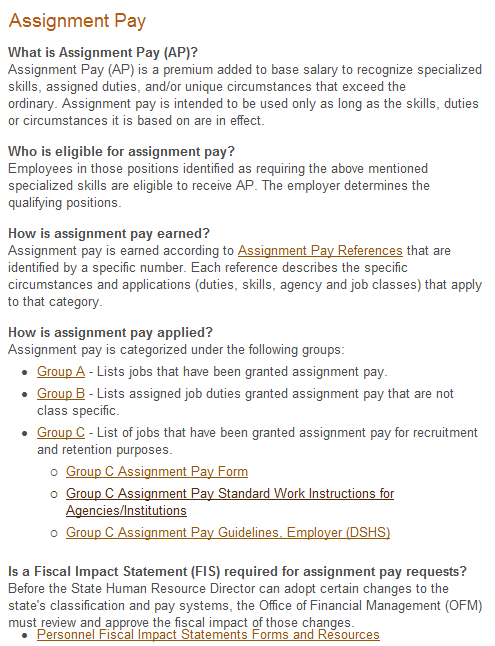 Assignment Pay
What is Assignment Pay (AP)?
Assignment Pay (AP) is a premium added to base salary to recognize specialized
skills, assigned duties, and/or unique circumstances that exceed the
ordinary. Assignment pay is intended to be used only as long as the skills, duties
or circumstances it is based on are in effect.
Who is eligible for assignment pay?
Employees in those positions identified as requiring the above mentioned
specialized skills are eligible to receive AP. The employer determines the
qualifying positions.
How is assignment pay earned?
Assignment pay is earned according to Assignment Pay References that are
identified by a specific number. Each reference describes the specific
circumstances and applications (duties, skills, agency and job classes) that apply
to that category.
How is assignment pay applied?
Assignment pay is categorized under the following groups:
• Group A - Lists jobs that have been granted assignment pay.
• Group B - Lists assigned job duties granted assignment pay that are not
class specific.
• Group C - List of jobs that have been granted assignment pay for recruitment
and retention purposes.
○ Group C Assignment Pay Form
○ Group C Assignment Pay Standard Work Instructions for
Agencies/Institutions
○ Group C Assignment Pay Guidelines, Employer (DSHS)
Is a Fiscal Impact Statement (FIS) required for assignment pay requests?
Before the State Human Resource Director can adopt certain changes to the
state's classification and pay systems, the Office of Financial Management (OFM)
must review and approve the fiscal impact of those changes.
• Personnel Fiscal Impact Statements Forms and Resources